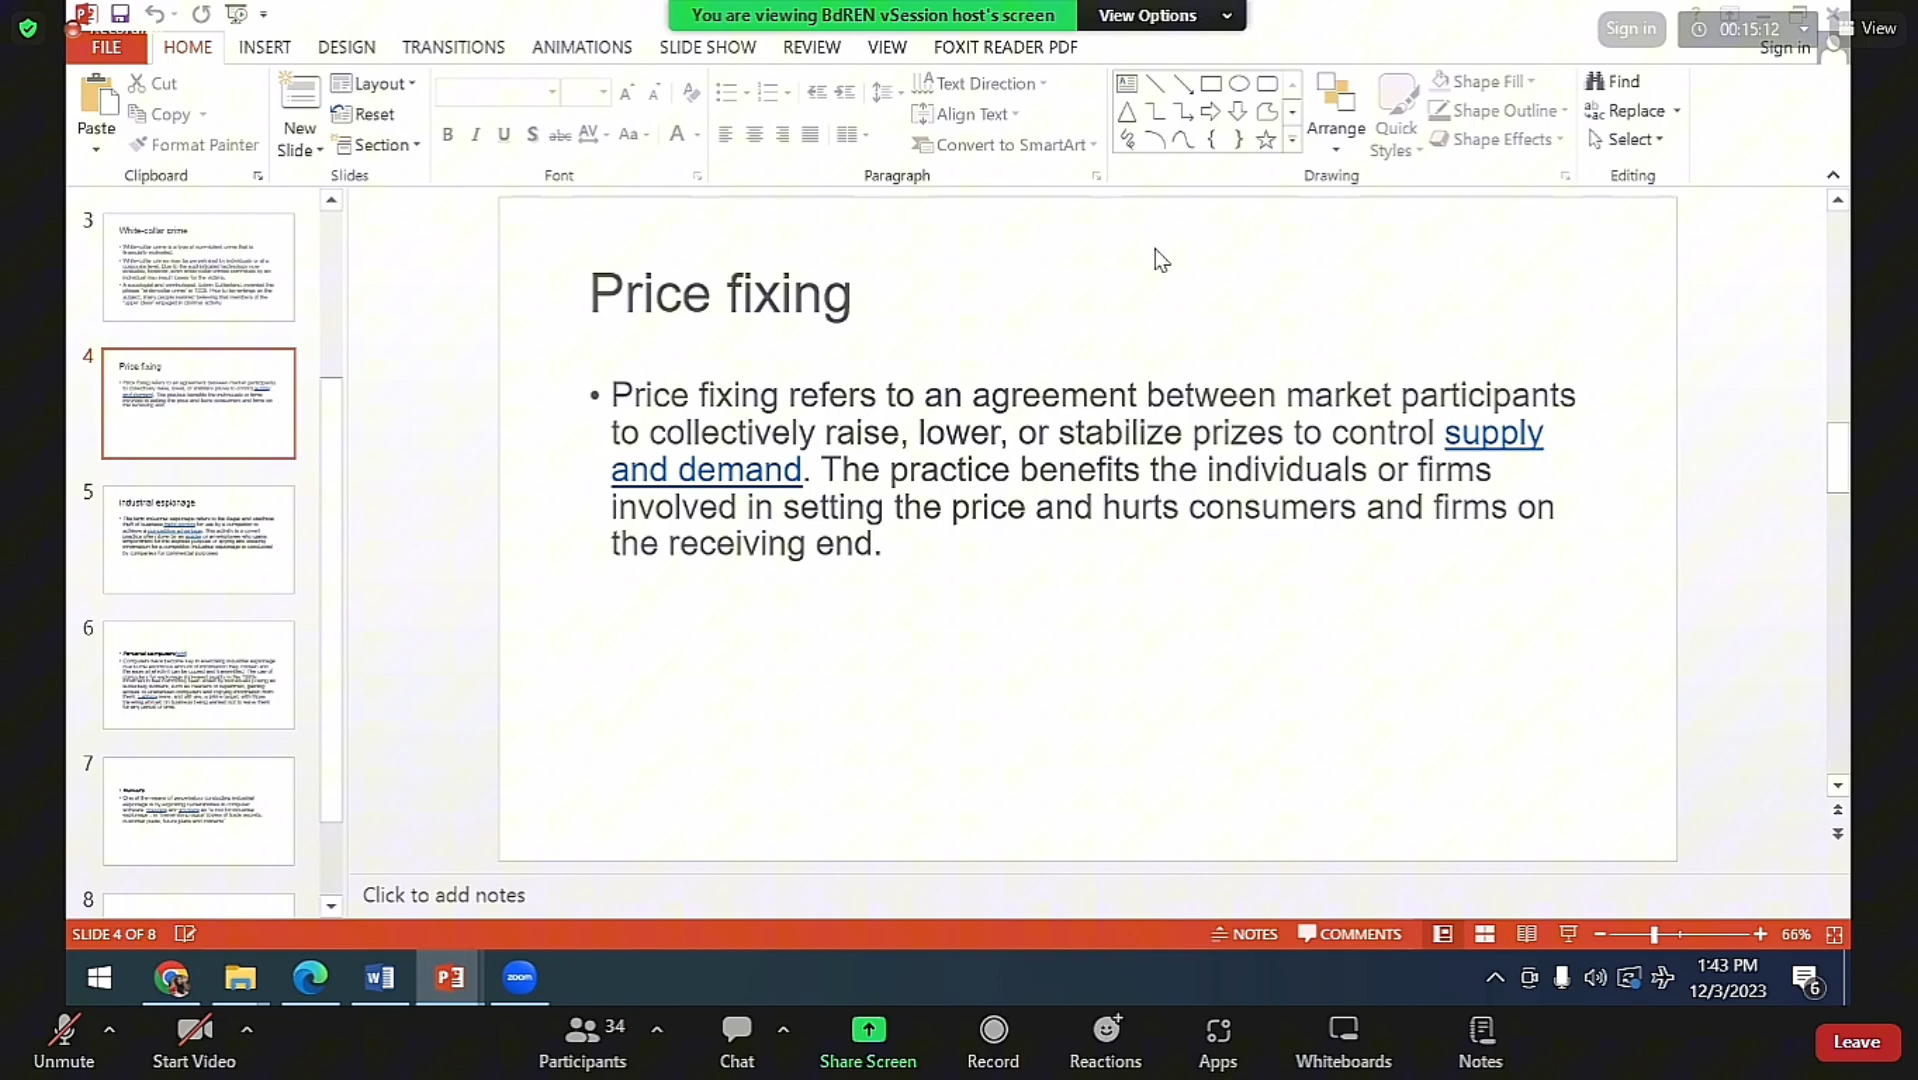 You are viewing BdREN vSession host's screen
View Options
View
Sign in
00:15:12
Sign in
FILE
HOME
INSERT
DESIGN
TRANSITIONS
ANIMATIONS
SLIDE SHOW
REVIEW
VIEW
FOXIT READER PDF
Paste
Cut
Copy
Format Painter
Clipboard
New
Slide
Layout
Reset
Section
Slides
Font
Text Direction
Align Text
Convert to SmartArt
Paragraph
Arrange
Quick
Styles
Shape Fill
Shape Outline
Shape Effects
Drawing
Find
Replace
Select
Editing
3
White-collar crime
4
Price fixing
5
Industrial espionage
6
7
8
Price fixing
• Price fixing refers to an agreement between market participants
to collectively raise, lower, or stabilize prizes to control supply
and demand. The practice benefits the individuals or firms
involved in setting the price and hurts consumers and firms on
the receiving end.
Click to add notes
SLIDE 4 OF 8
NOTES
COMMENTS
66%
zoom
1:43 PM
12/3/2023
6
Unmute
Start Video
34
Participants
Chat
Share Screen
Record
Reactions
Apps
Whiteboards
Notes
Leave